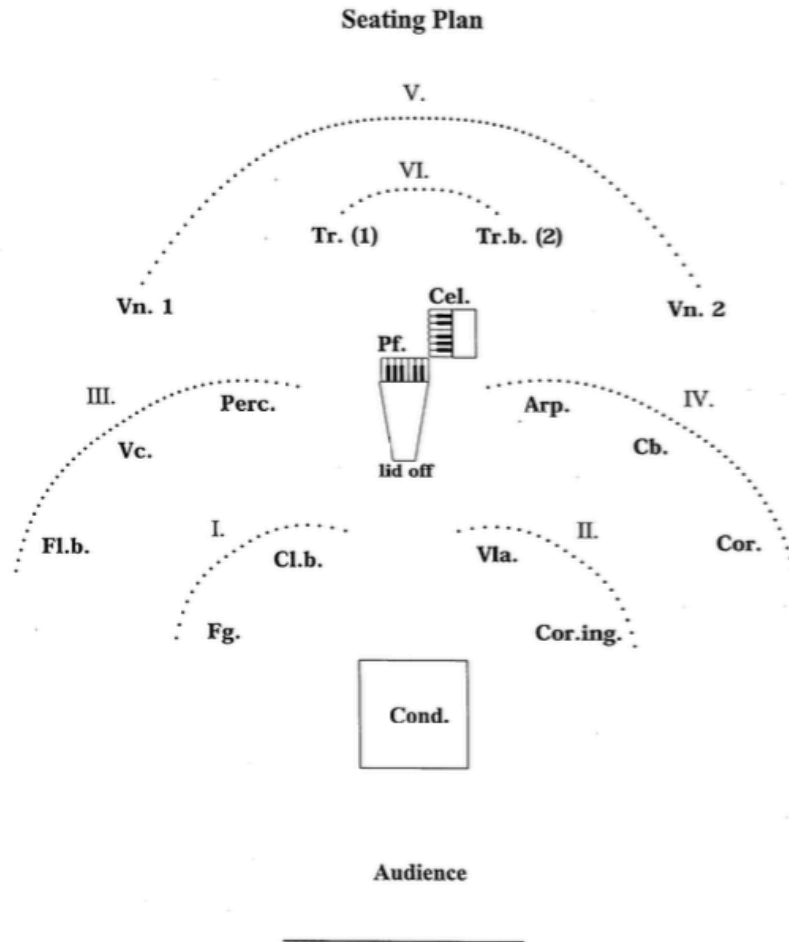 Seating Plan
V.
VI.
Tr. (1) Tr.b. (2)
Vn. 1 Cel. Vn. 2
Pf.
III. Perc. Arp. IV.
Vc. Cb.
lid off
Fl.b. I. Cl.b. Vla. II. Cor.
Fg. Cor.ing.
Cond.
Audience